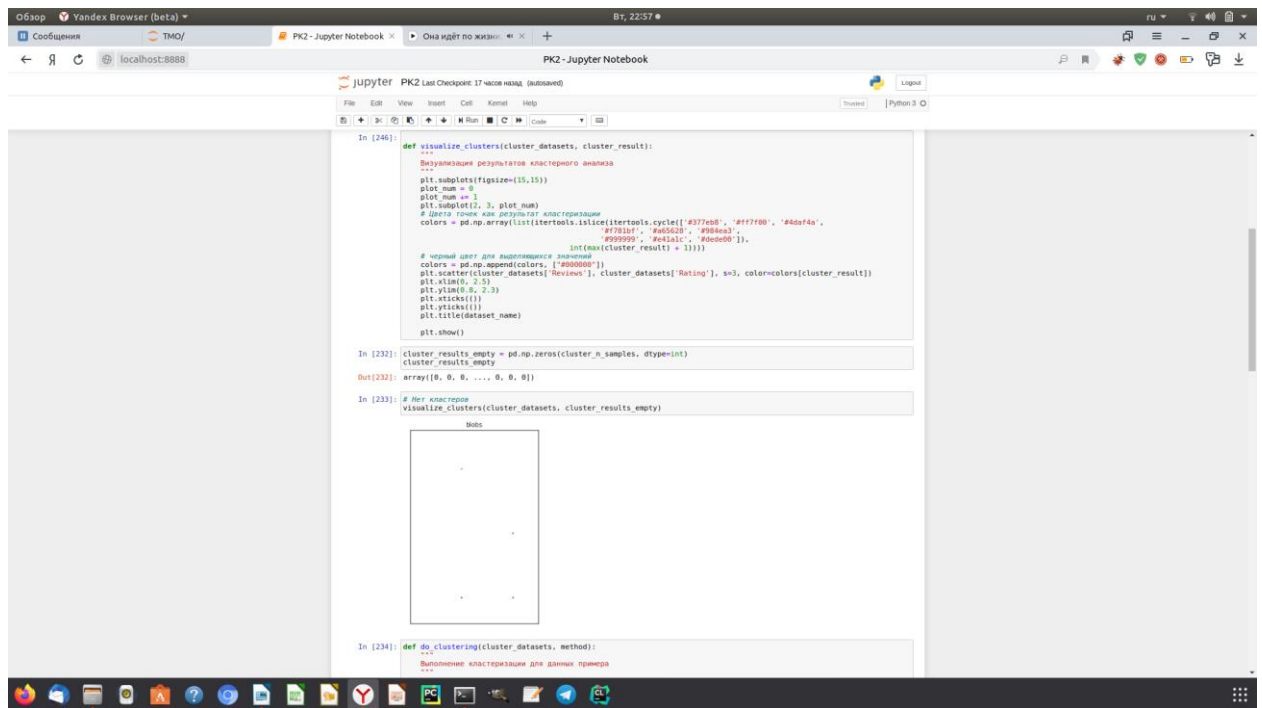 Обзор Yandex Browser (beta) Вт, 22:57 ru
Сообщения TMO/ PK2 - Jupyter Notebook Она идёт по жизни,
Я localhost:8888 PK2 - Jupyter Notebook
jupyter PK2 Last Checkpoint: 17 часов назад (autosaved) Logout
File Edit View Insert Cell Kernel Help Trusted Python 3
Run Code
In [246]:
def visualize_clusters(cluster_datasets, cluster_result):
"""
Визуализация результатов кластерного анализа
"""
plt.subplots(figsize=(15,15))
plot_num = 0
plot_num += 1
plt.subplot(2, 3, plot_num)
# Цвета точек как результат кластеризации
colors = pd.np.array(list(itertools.islice(itertools.cycle(['#377eb8', '#ff7f00', '#4daf4a',
'#f781bf', '#a65628', '#984ea3',
'#999999', '#e41a1c', '#dede00']),
int(max(cluster_result) + 1))))
# черный цвет для выделяющихся значений
colors = pd.np.append(colors, ["#000000"])
plt.scatter(cluster_datasets['Reviews'], cluster_datasets['Rating'], s=3, color=colors[cluster_result])
plt.xlim(0, 2.5)
plt.ylim(0.8, 2.3)
plt.xticks(())
plt.yticks(())
plt.title(dataset_name)
plt.show()
In [232]: cluster_results_empty = pd.np.zeros(cluster_n_samples, dtype=int)
cluster_results_empty
Out[232]: array([0, 0, 0, ..., 0, 0, 0])
In [233]: # Нет кластеров
visualize_clusters(cluster_datasets, cluster_results_empty)
blobs
In [234]: def do_clustering(cluster_datasets, method):
"""
Выполнение кластеризации для данных примера
"""